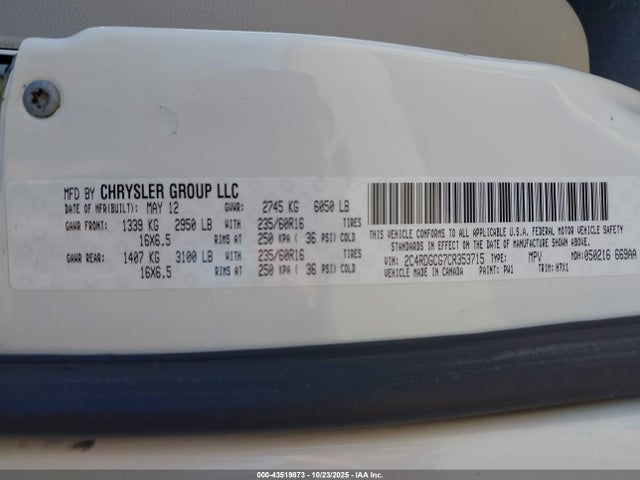 MFD BY CHRYSLER GROUP LLC
DATE OF MFR(BUILT): MAY 12 GVWR: 2745 KG 6050 LB
GAWR FRONT: 1339 KG 2950 LB WITH 235/60R16 TIRES
16X6.5 RIMS AT 250 KPA ( 36 PSI) COLD
GAWR REAR: 1407 KG 3100 LB WITH 235/60R16 TIRES
16X6.5 RIMS AT 250 KPA ( 36 PSI) COLD
THIS VEHICLE CONFORMS TO ALL APPLICABLE U.S.A. FEDERAL MOTOR VEHICLE SAFETY
STANDARDS IN EFFECT ON THE DATE OF MANUFACTURE SHOWN ABOVE.
VIN: 2C4RDGCG7CR353715 TYPE: MPV MDH: 050216 669AA
VEHICLE MADE IN CANADA PAINT: PW1 TRIM: H7X1
000-43519873 - 10/23/2025 - IAA Inc.